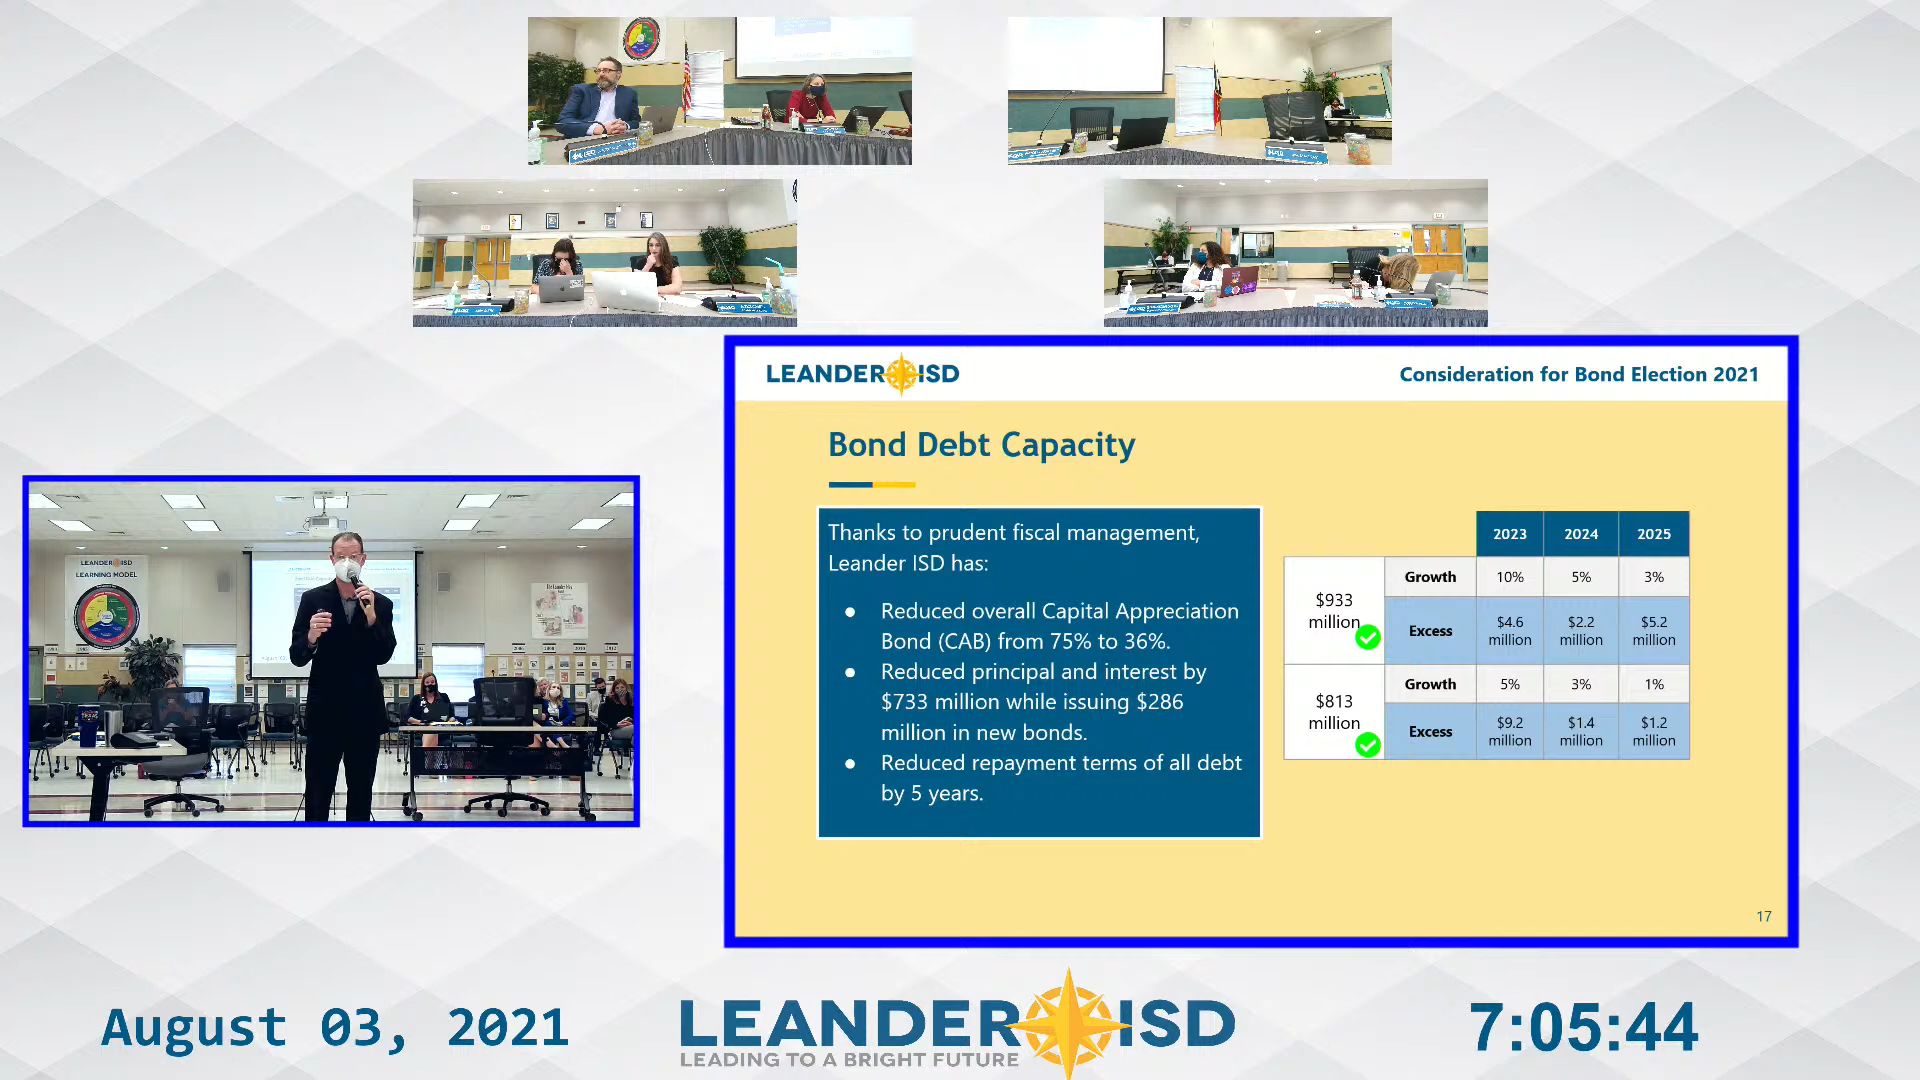 LEANDER ISD
Consideration for Bond Election 2021
Bond Debt Capacity
Thanks to prudent fiscal management,
Leander ISD has:
● Reduced overall Capital Appreciation
Bond (CAB) from 75% to 36%.
● Reduced principal and interest by
$733 million while issuing $286
million in new bonds.
● Reduced repayment terms of all debt
by 5 years.
2023 2024 2025
$933
million
Growth 10% 5% 3%
Excess $4.6 million $2.2 million $5.2 million
$813
million
Growth 5% 3% 1%
Excess $9.2 million $1.4 million $1.2 million
17
LEANDER ISD
LEARNING MODEL
August 03, 2021
LEANDER ISD
LEADING TO A BRIGHT FUTURE
7:05:44